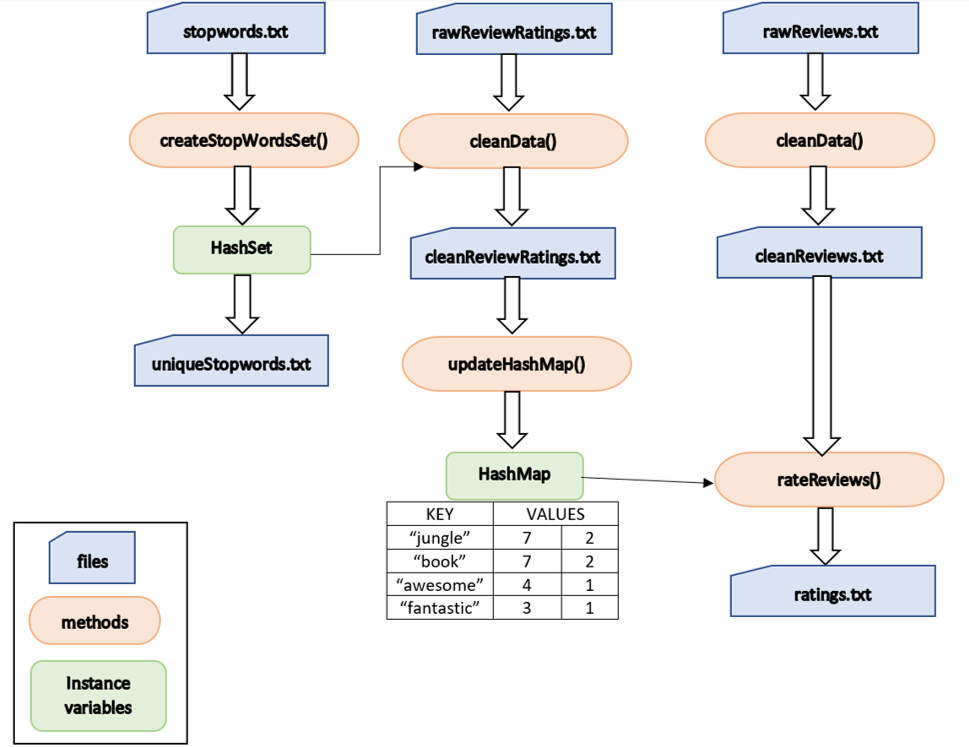 stopwords.txt
rawReviewRatings.txt
rawReviews.txt
createStopWordsSet()
cleanData()
cleanData()
HashSet
cleanReviewRatings.txt
cleanReviews.txt
uniqueStopwords.txt
updateHashMap()
HashMap
rateReviews()
KEY VALUES
“jungle” 7 2
“book” 7 2
“awesome” 4 1
“fantastic” 3 1
ratings.txt
files
methods
Instance
variables